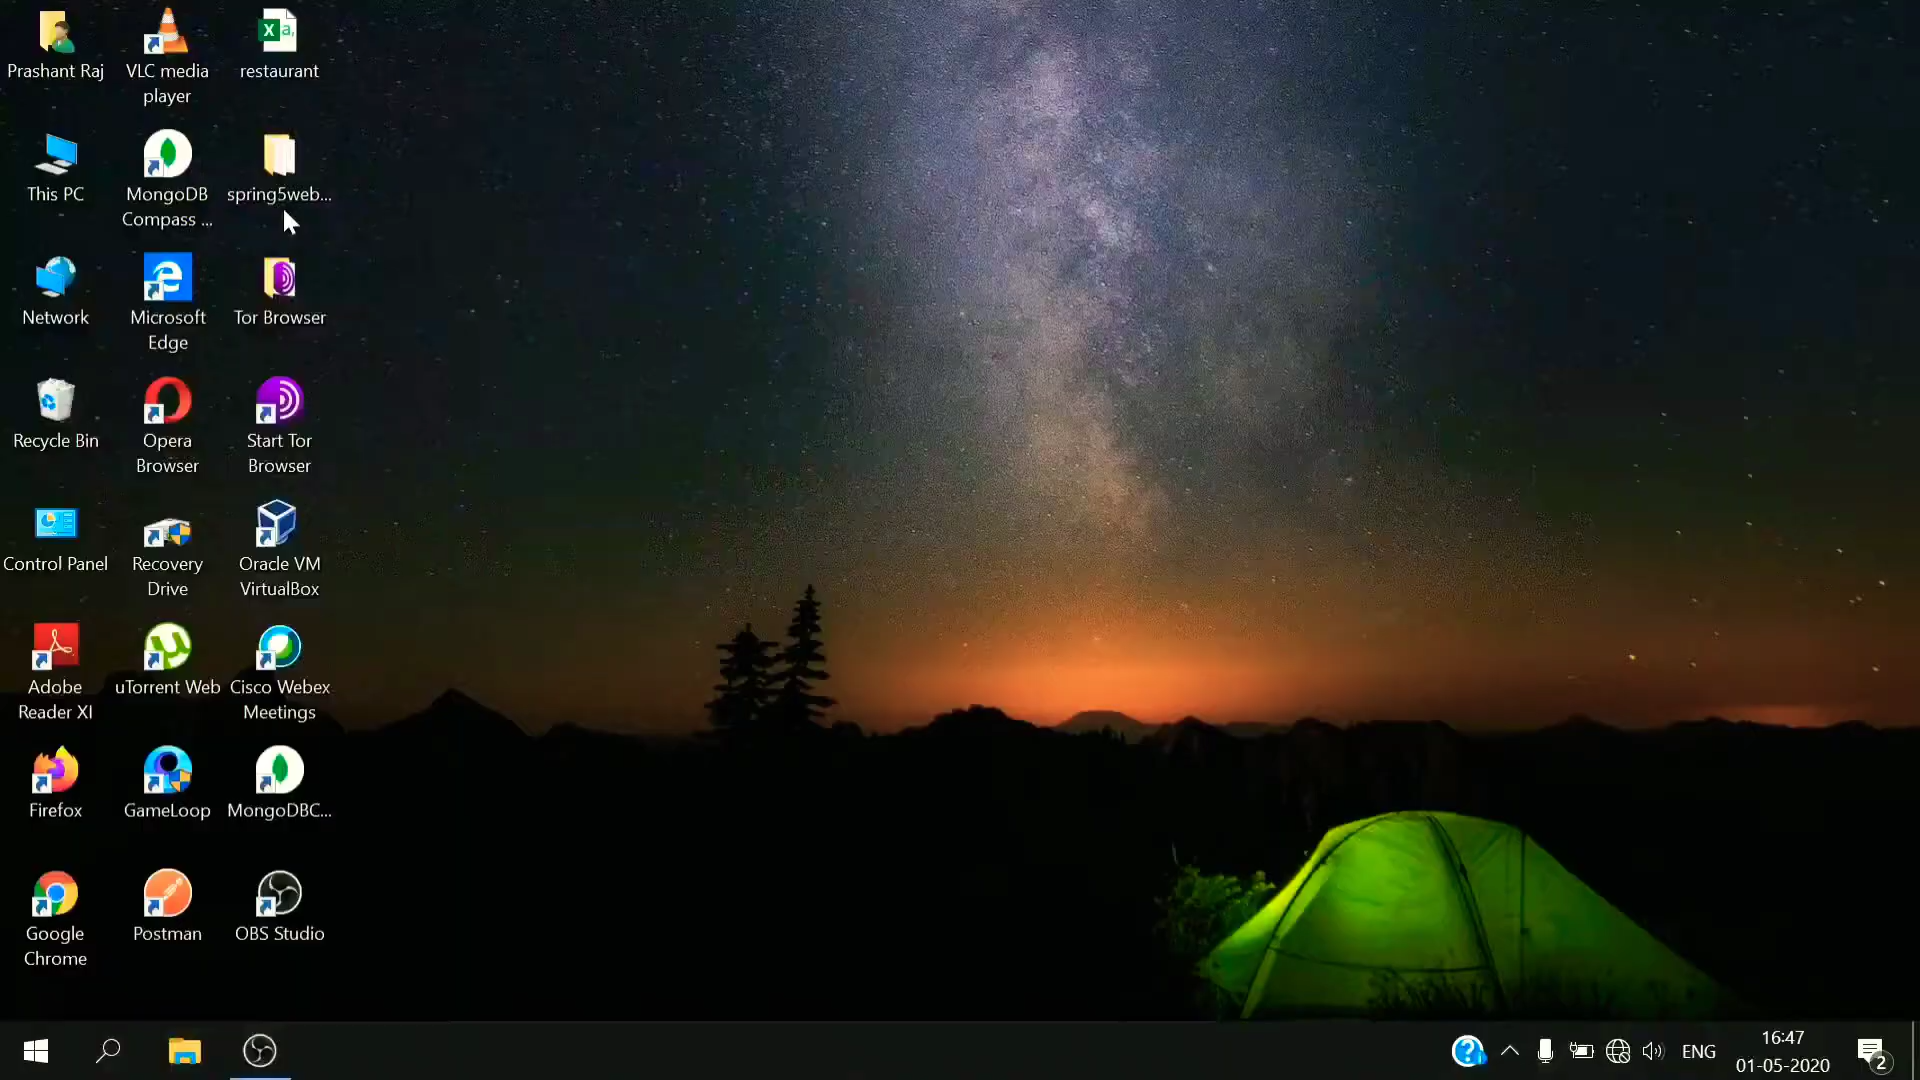 Prashant Raj
VLC media
player
restaurant
This PC
MongoDB
Compass ...
spring5web...
Network
Microsoft
Edge
Tor Browser
Recycle Bin
Opera
Browser
Start Tor
Browser
Control Panel
Recovery
Drive
Oracle VM
VirtualBox
Adobe
Reader XI
uTorrent Web
Cisco Webex
Meetings
Firefox
GameLoop
MongoDBC...
Google
Chrome
Postman
OBS Studio
ENG
16:47
01-05-2020
2